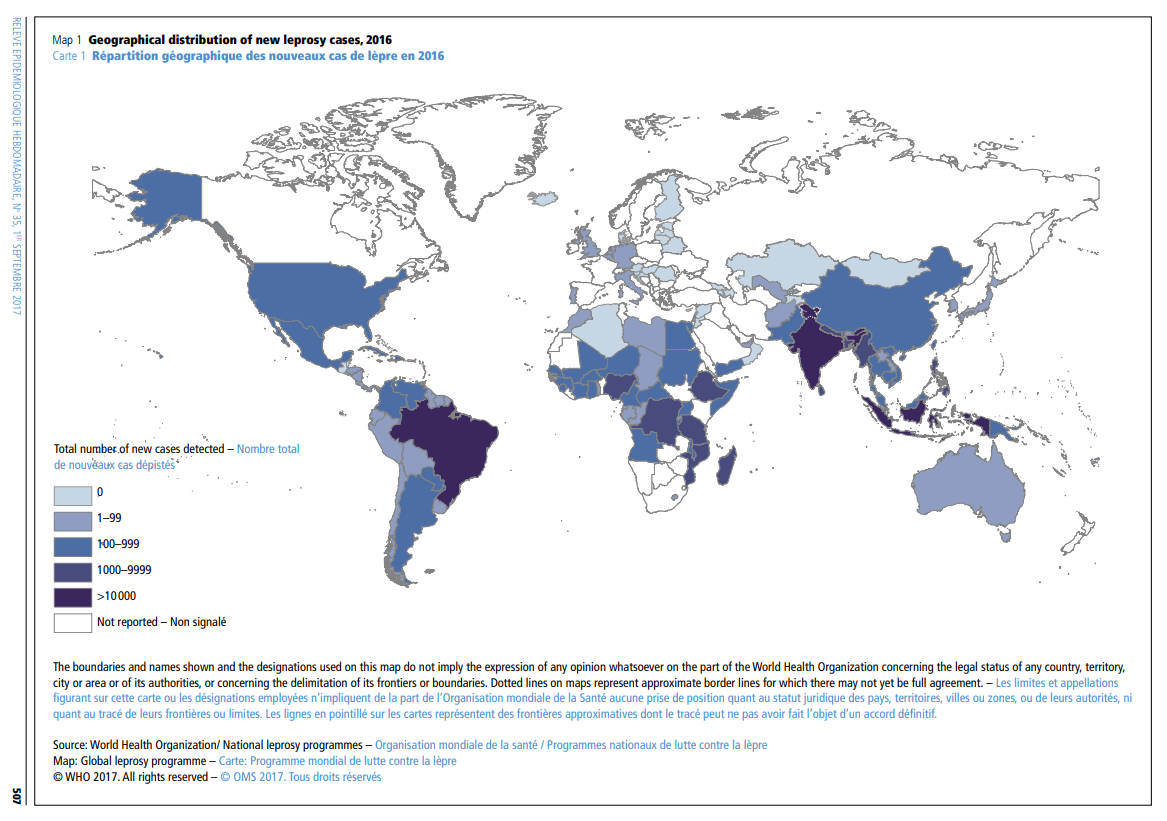 RELEVE EPIDEMIOLOGIQUE HEBDOMADAIRE, No 35, 1ER SEPTEMBRE 2017
507
Map 1 Geographical distribution of new leprosy cases, 2016
Carte 1 Répartition géographique des nouveaux cas de lèpre en 2016
Total number of new cases detected – Nombre total
de nouveaux cas dépistés
0
1–99
100–999
1000–9999
>10 000
Not reported – Non signalé
The boundaries and names shown and the designations used on this map do not imply the expression of any opinion whatsoever on the part of the World Health Organization concerning the legal status of any country, territory,
city or area or of its authorities, or concerning the delimitation of its frontiers or boundaries. Dotted lines on maps represent approximate border lines for which there may not yet be full agreement. – Les limites et appellations
figurant sur cette carte ou les désignations employées n’impliquent de la part de l’Organisation mondiale de la Santé aucune prise de position quant au statut juridique des pays, territoires, villes ou zones, ou de leurs autorités, ni
quant au tracé de leurs frontières ou limites. Les lignes en pointillé sur les cartes représentent des frontières approximatives dont le tracé peut ne pas avoir fait l’objet d’un accord définitif.
Source: World Health Organization/ National leprosy programmes – Organisation mondiale de la santé / Programmes nationaux de lutte contre la lèpre
Map: Global leprosy programme – Carte: Programme mondial de lutte contre la lèpre
© WHO 2017. All rights reserved – © OMS 2017. Tous droits réservés